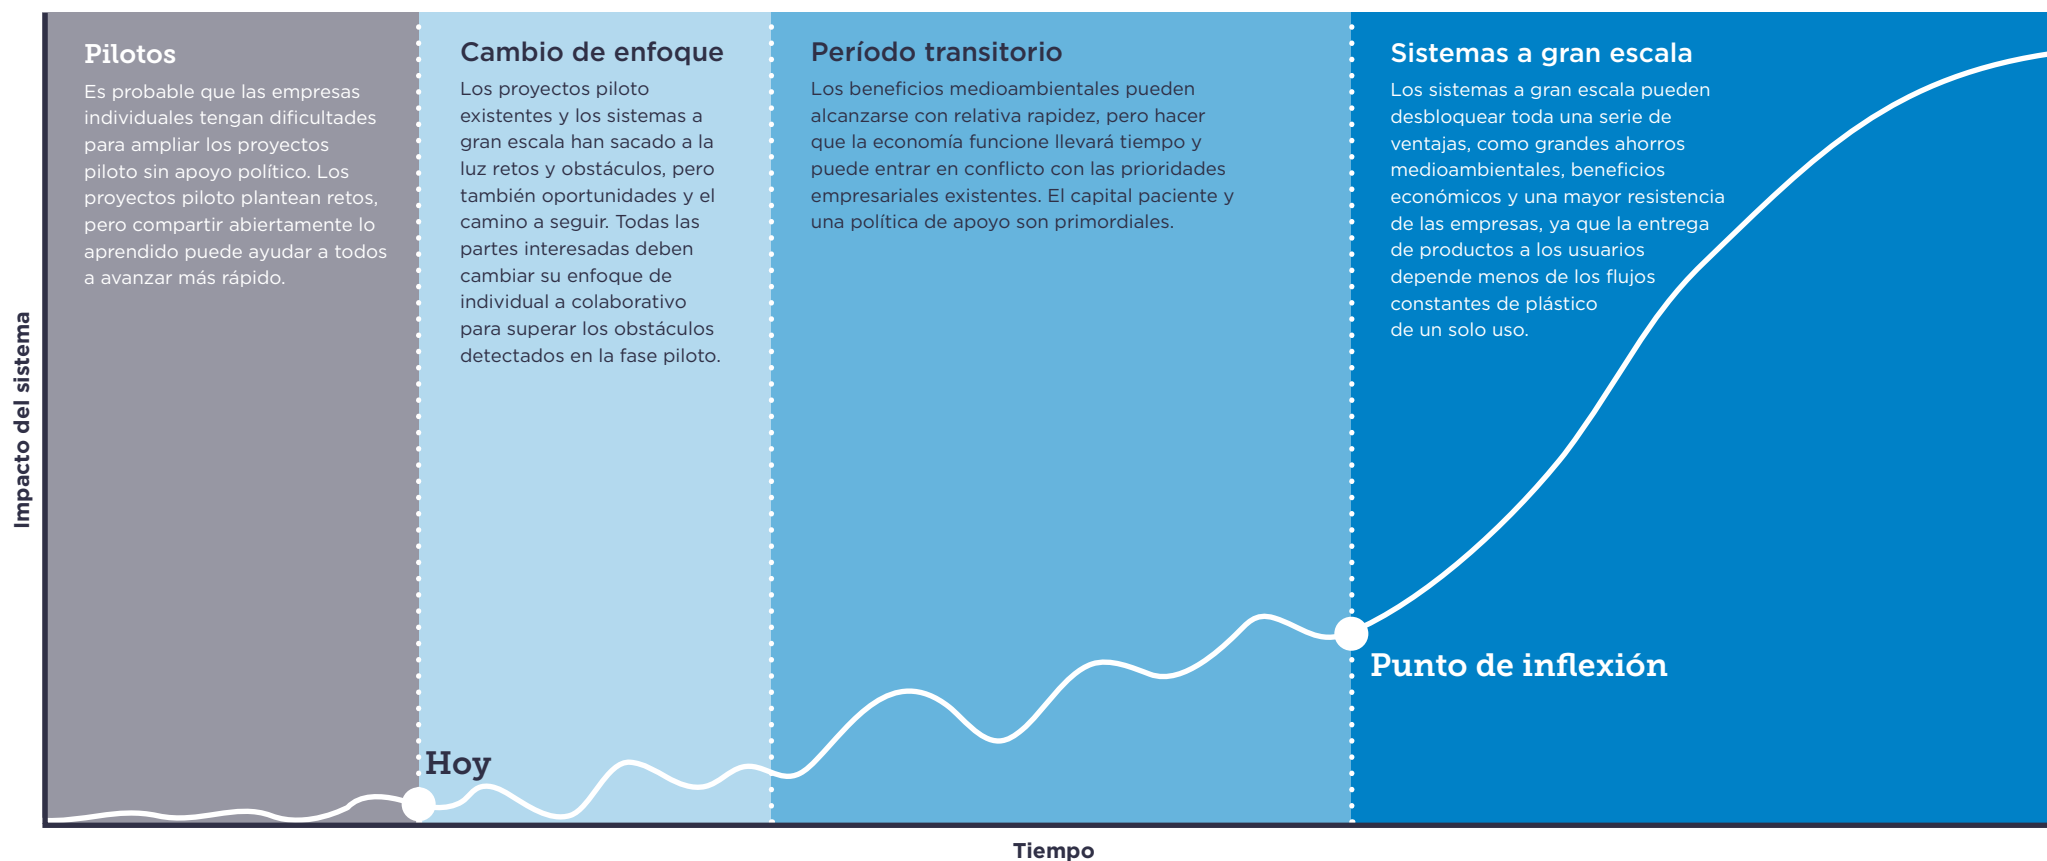 Pilotos
Es probable que las empresas
individuales tengan dificultades
para ampliar los proyectos
piloto sin apoyo político. Los
proyectos piloto plantean retos,
pero compartir abiertamente lo
aprendido puede ayudar a todos
a avanzar más rápido.
Cambio de enfoque
Los proyectos piloto
existentes y los sistemas a
gran escala han sacado a la
luz retos y obstáculos, pero
también oportunidades y el
camino a seguir. Todas las
partes interesadas deben
cambiar su enfoque de
individual a colaborativo
para superar los obstáculos
detectados en la fase piloto.
Período transitorio
Los beneficios medioambientales pueden
alcanzarse con relativa rapidez, pero hacer
que la economía funcione llevará tiempo y
puede entrar en conflicto con las prioridades
empresariales existentes. El capital paciente y
una política de apoyo son primordiales.
Sistemas a gran escala
Los sistemas a gran escala pueden
desbloquear toda una serie de
ventajas, como grandes ahorros
medioambientales, beneficios
económicos y una mayor resistencia
de las empresas, ya que la entrega
de productos a los usuarios
depende menos de los flujos
constantes de plástico
de un solo uso.
Impacto del sistema
Hoy
Punto de inflexión
Tiempo